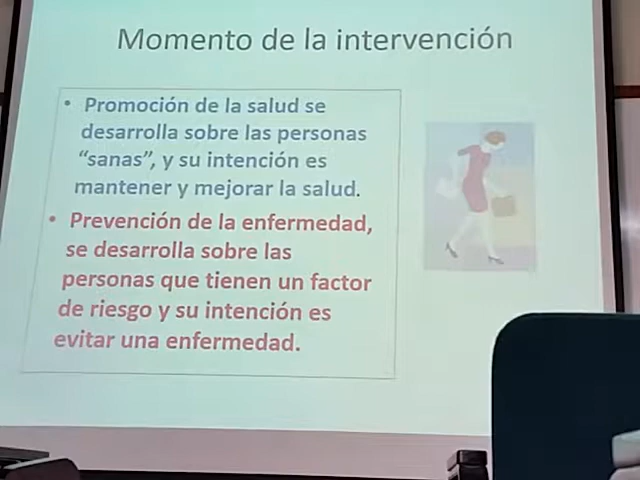 Momento de la intervención
• Promoción de la salud se
desarrolla sobre las personas
“sanas”, y su intención es
mantener y mejorar la salud.
• Prevención de la enfermedad,
se desarrolla sobre las
personas que tienen un factor
de riesgo y su intención es
evitar una enfermedad.